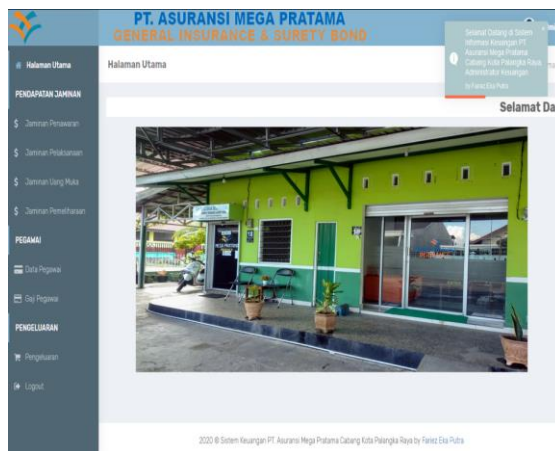 PT. ASURANSI MEGA PRATAMA
GENERAL INSURANCE & SURETY BOND
Selamat Datang di Sistem
Informasi Keuangan PT.
Asuransi Mega Pratama
Cabang Kota Palangka Raya
Administrator Keuangan
by Fariez Eka Putra
Halaman Utama
Halaman Utama
PENDAPATAN JAMINAN
Selamat Da
$ Jaminan Penawaran
$ Jaminan Pelaksanaan
$ Jaminan Uang Muka
$ Jaminan Pemeliharaan
PEGAWAI
Data Pegawai
Gaji Pegawai
PENGELUARAN
Pengeluaran
Logout
MEGA PRATAMA
2020 © Sistem Keuangan PT. Asuransi Mega Pratama Cabang Kota Palangka Raya by Fariez Eka Putra